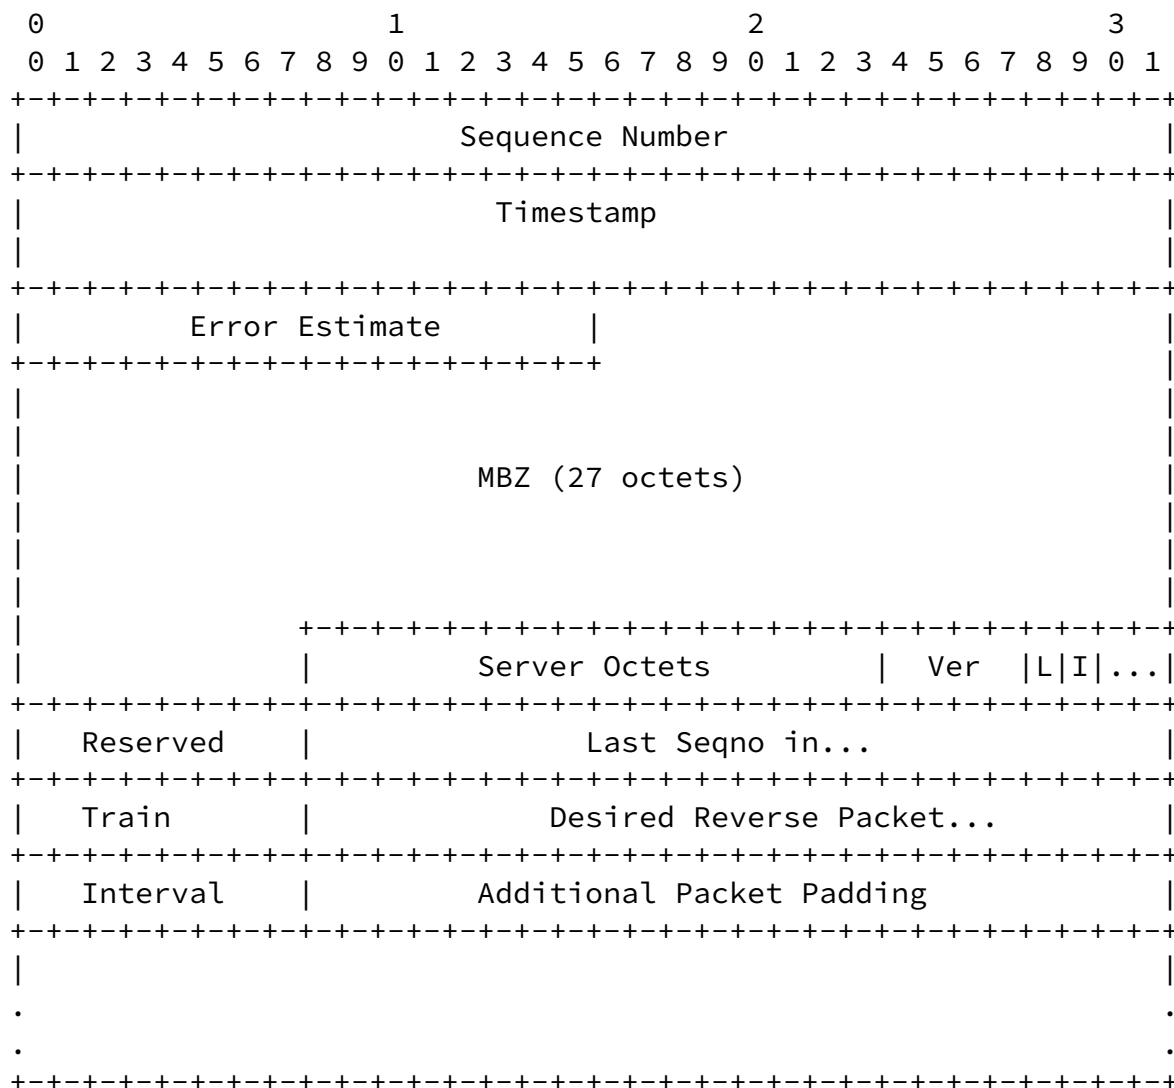 0                   1                   2                   3
0 1 2 3 4 5 6 7 8 9 0 1 2 3 4 5 6 7 8 9 0 1 2 3 4 5 6 7 8 9 0 1
+-+-+-+-+-+-+-+-+-+-+-+-+-+-+-+-+-+-+-+-+-+-+-+-+-+-+-+-+-+-+-+-+
|                        Sequence Number                        |
+-+-+-+-+-+-+-+-+-+-+-+-+-+-+-+-+-+-+-+-+-+-+-+-+-+-+-+-+-+-+-+-+
|                          Timestamp                            |
|                                                               |
+-+-+-+-+-+-+-+-+-+-+-+-+-+-+-+-+-+-+-+-+-+-+-+-+-+-+-+-+-+-+-+-+
|         Error Estimate        |                               |
+-+-+-+-+-+-+-+-+-+-+-+-+-+-+-+-+                               |
|                                                               |
|                                                               |
|                         MBZ (27 octets)                       |
|                                                               |
|                                                               |
|                                                               |
|               +-+-+-+-+-+-+-+-+-+-+-+-+-+-+-+-+-+-+-+-+-+-+-+-+
|               |         Server Octets         |  Ver  |L|I|...|
+-+-+-+-+-+-+-+-+-+-+-+-+-+-+-+-+-+-+-+-+-+-+-+-+-+-+-+-+-+-+-+-+
|   Reserved    |               Last Seqno in...                |
+-+-+-+-+-+-+-+-+-+-+-+-+-+-+-+-+-+-+-+-+-+-+-+-+-+-+-+-+-+-+-+-+
|   Train       |             Desired Reverse Packet...         |
+-+-+-+-+-+-+-+-+-+-+-+-+-+-+-+-+-+-+-+-+-+-+-+-+-+-+-+-+-+-+-+-+
|   Interval    |         Additional Packet Padding             |
+-+-+-+-+-+-+-+-+-+-+-+-+-+-+-+-+-+-+-+-+-+-+-+-+-+-+-+-+-+-+-+-+
|                                                               |
.                                                               .
.                                                               .
+-+-+-+-+-+-+-+-+-+-+-+-+-+-+-+-+-+-+-+-+-+-+-+-+-+-+-+-+-+-+-+-+